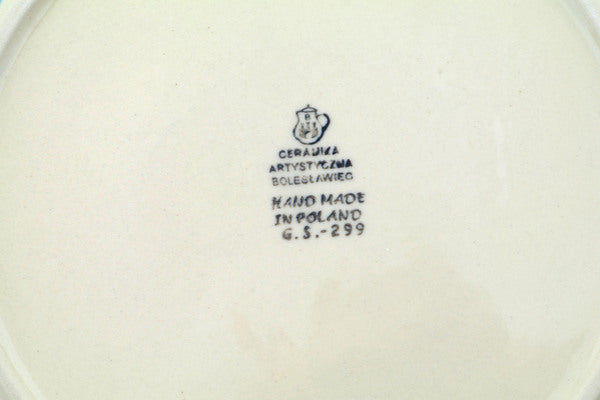 CERAMIKA
ARTYSTYCZNA
BOLESŁAWIEC
HAND MADE
IN POLAND
G.S.-299